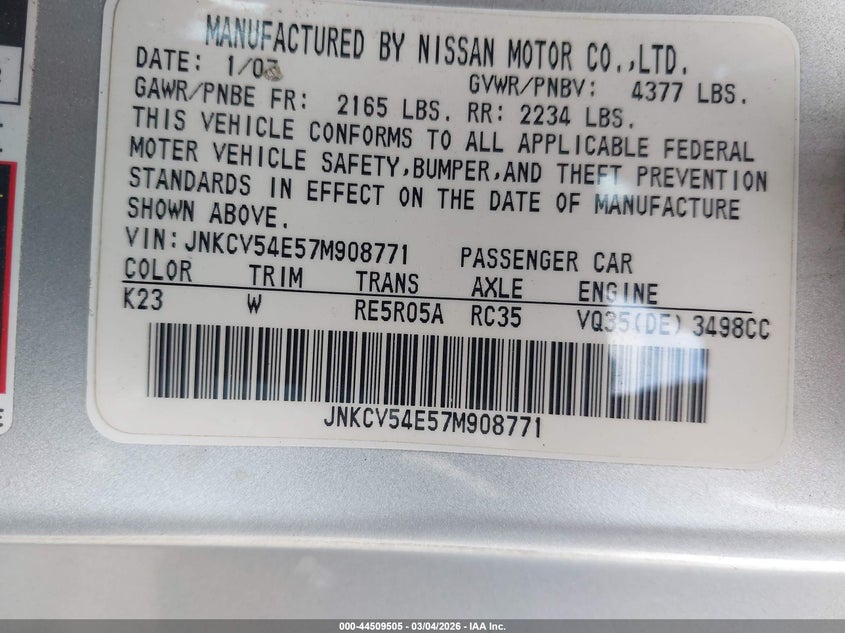 MANUFACTURED BY NISSAN MOTOR CO.,LTD.
DATE: 1/07 GVWR/PNBV: 4377 LBS.
GAWR/PNBE FR: 2165 LBS. RR: 2234 LBS.
THIS VEHICLE CONFORMS TO ALL APPLICABLE FEDERAL
MOTER VEHICLE SAFETY,BUMPER,AND THEFT PREVENTION
STANDARDS IN EFFECT ON THE DATE OF MANUFACTURE
SHOWN ABOVE.
VIN:JNKCV54E57M908771 PASSENGER CAR
COLOR TRIM TRANS AXLE ENGINE
K23 W RE5R05A RC35 VQ35(DE) 3498CC
JNKCV54E57M908771
000-44509505 — 03/04/2026 — IAA Inc.